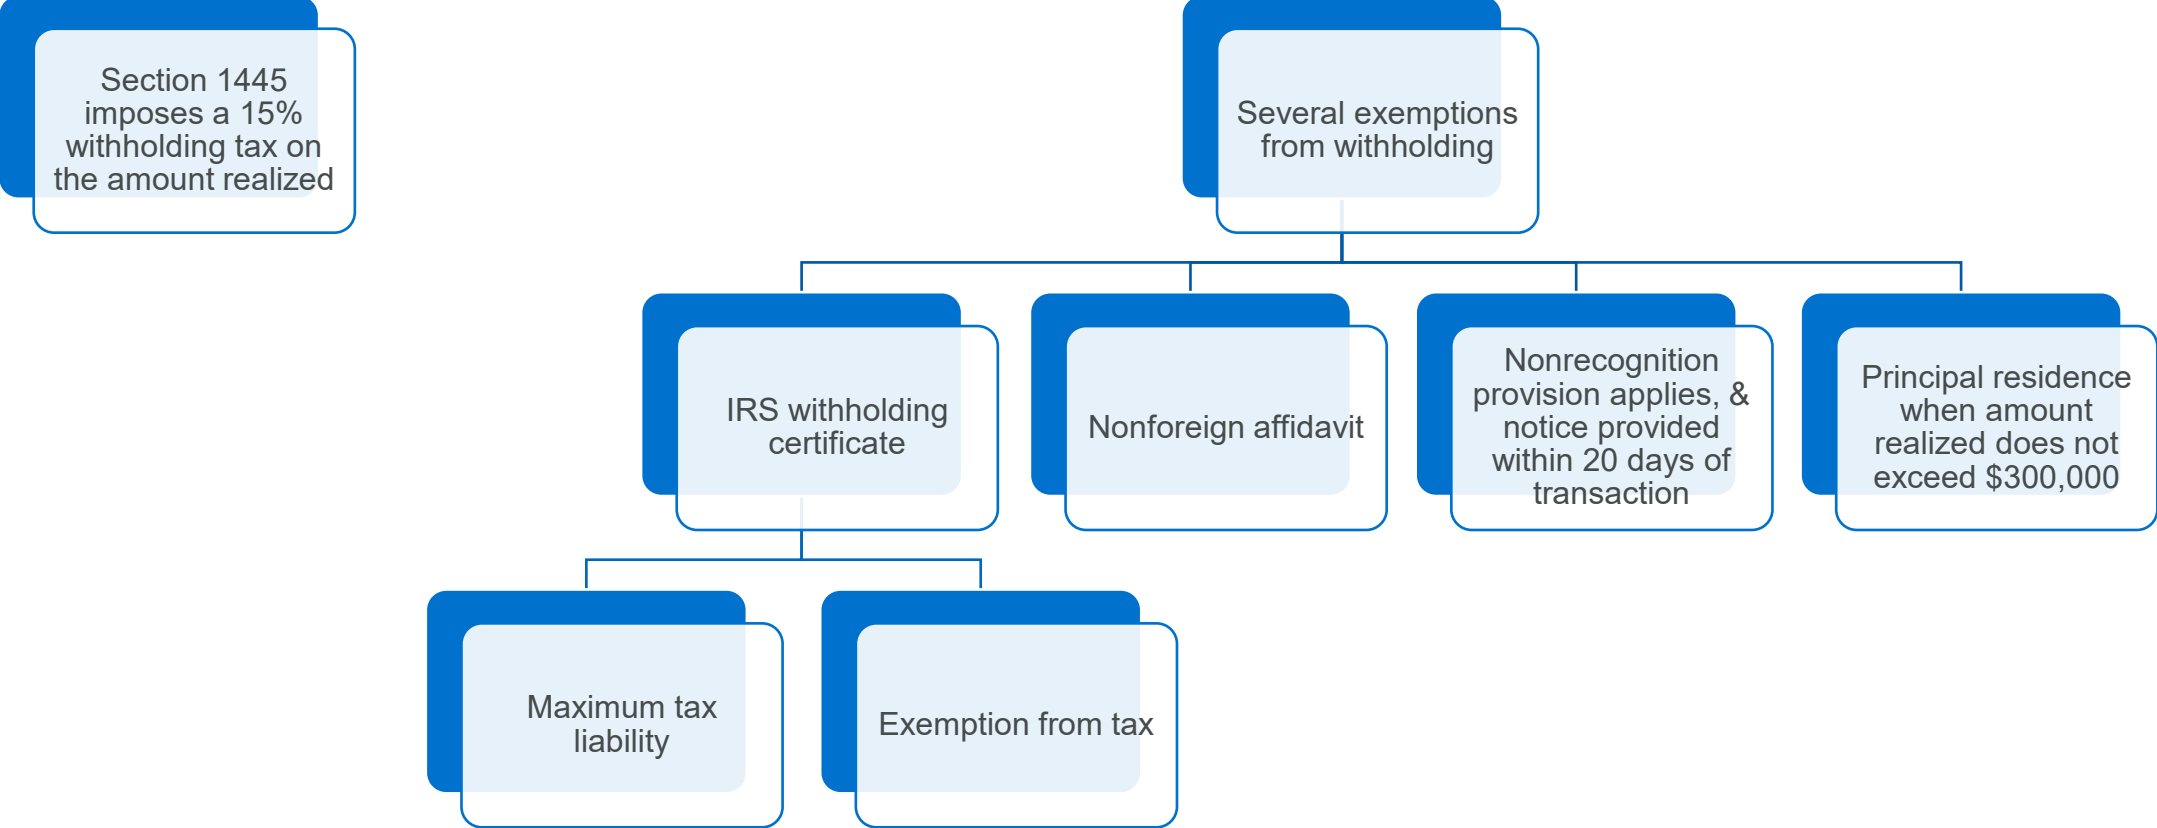 Section 1445
imposes a 15%
withholding tax on
the amount realized
Several exemptions
from withholding
IRS withholding
certificate
Nonforeign affidavit
Nonrecognition
provision applies, &
notice provided
within 20 days of
transaction
Principal residence
when amount
realized does not
exceed $300,000
Maximum tax
liability
Exemption from tax